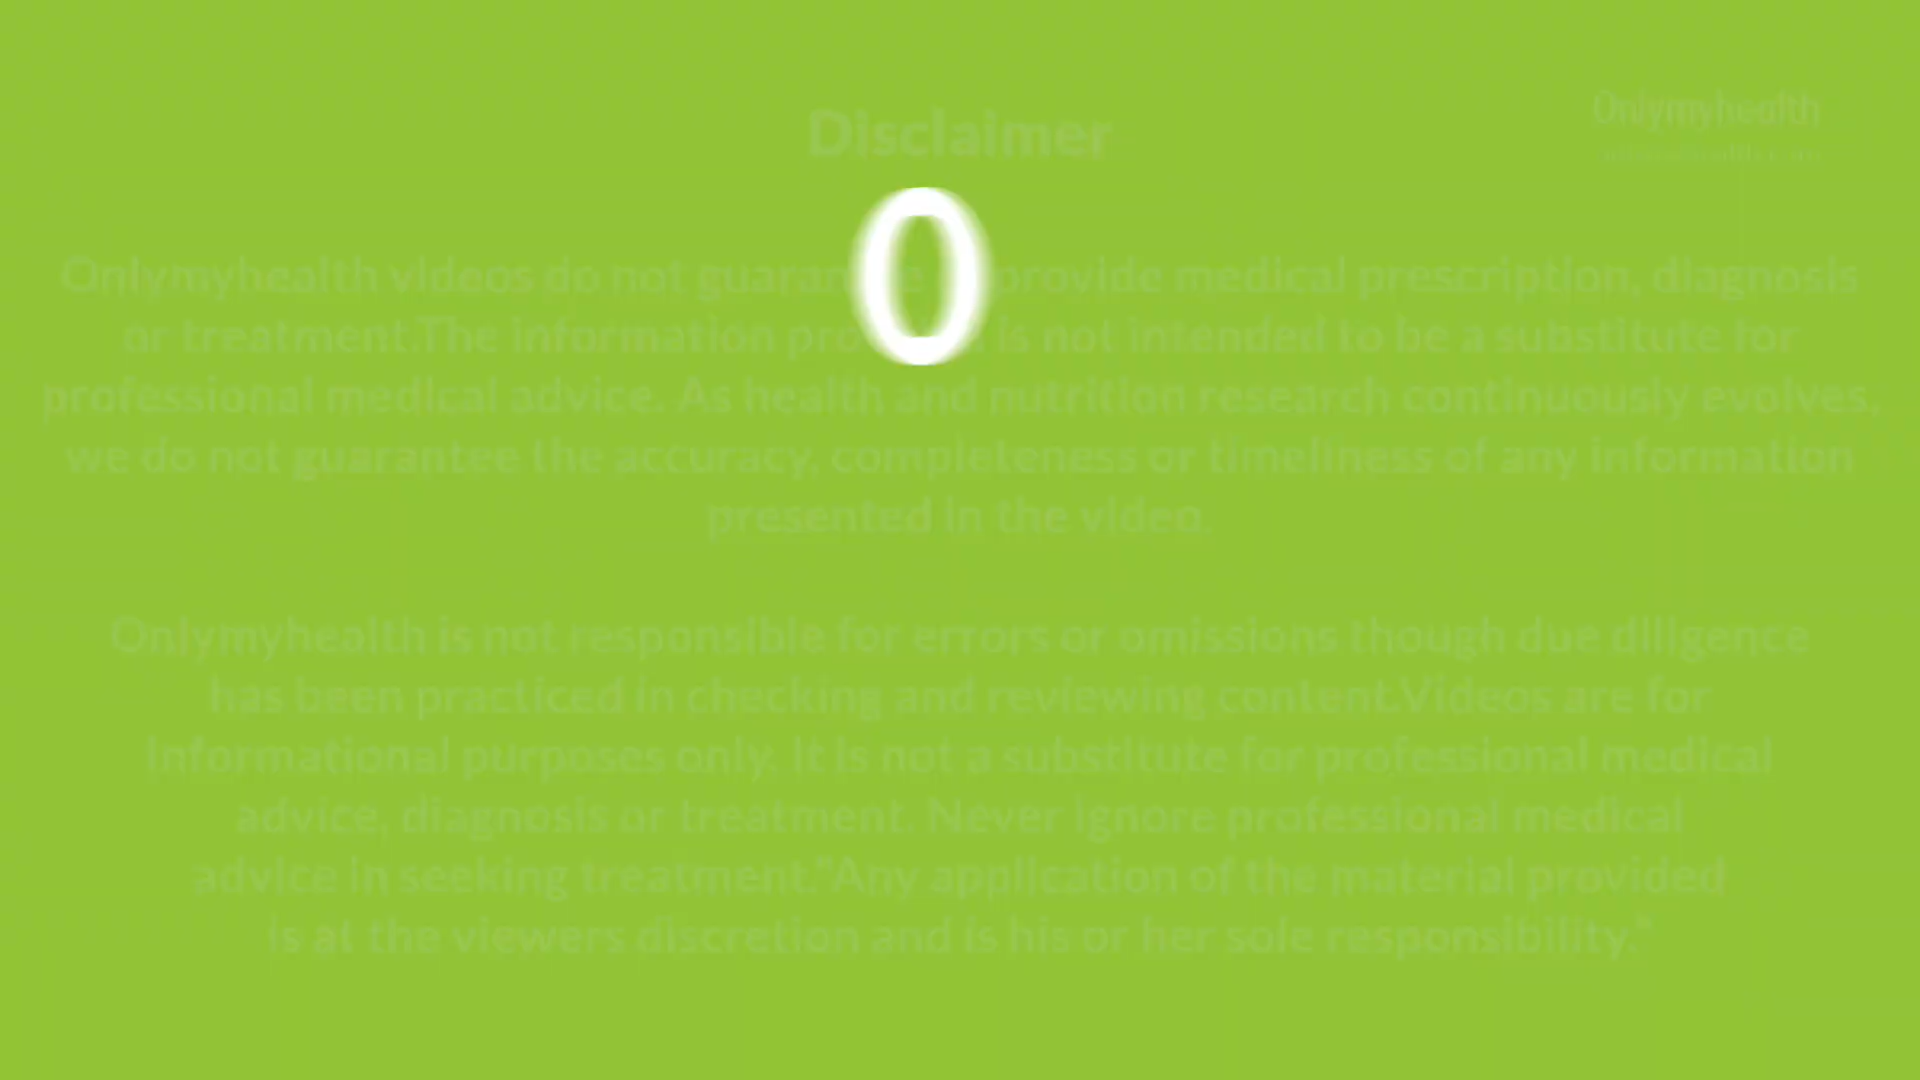 Disclaimer
Onlymyhealth
0
Onlymyhealth videos do not provide medical prescription, diagnosis
or treatment.The information is not intended to be a substitute for
professional medical advice. As health and nutrition research continuously evolves,
we do not guarantee the accuracy, completeness or timeliness of any information
presented in the video.
Onlymyhealth is not responsible for errors or omissions though due diligence
has been practiced in checking and reviewing content.Videos are for
informational purposes only. It is not a substitute for professional medical
advice, diagnosis or treatment. Never ignore professional medical
advice in seeking treatment."Any application of the material provided
is at the viewers discretion and is his or her sole responsibility."